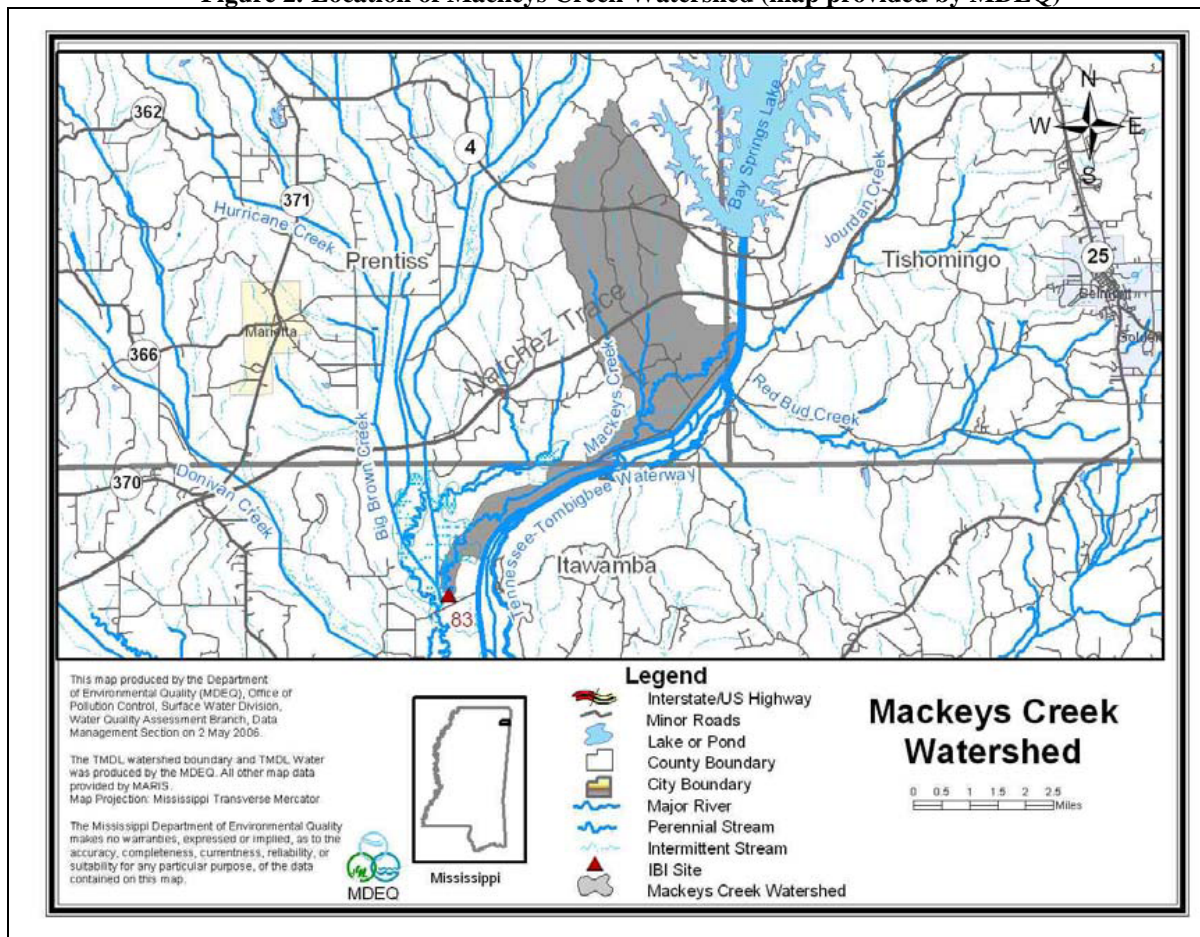 Figure 2. Location of Mackeys Creek Watershed (map provided by MDEQ)
N
W
E
S
362
4
371
Hurricane Creek
Prentiss
Bay Springs Lake
Jourdan Creek
Tishomingo
25
Belmont
Golden
Marietta
366
Natchez Trace
Mackeys Creek
Red Bud Creek
Big Brown Creek
370
Donivan Creek
Tennessee-Tombigbee Waterway
Itawamba
83
This map produced by the Department
of Environmental Quality (MDEQ), Office of
Pollution Control, Surface Water Division,
Water Quality Assessment Branch, Data
Management Section on 2 May 2006.
The TMDL watershed boundary and TMDL Water
was produced by the MDEQ. All other map data
provided by MARIS.
Map Projection: Mississippi Transverse Mercator
The Mississippi Department of Environmental Quality
makes no warranties, expressed or implied, as to the
accuracy, completeness, currentness, reliability, or
suitability for any particular purpose, of the data
contained on this map.
MDEQ
Mississippi
Legend
Interstate/US Highway
Minor Roads
Lake or Pond
County Boundary
City Boundary
Major River
Perennial Stream
Intermittent Stream
IBI Site
Mackeys Creek Watershed
Mackeys Creek
Watershed
0 0.5 1 1.5 2 2.5
Miles